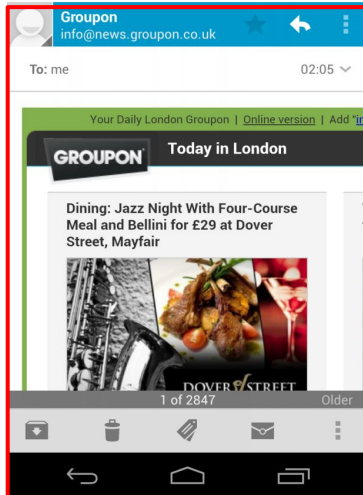 Groupon
info@news.groupon.co.uk
To: me 02:05
Your Daily London Groupon | Online version | Add "in
GROUPON Today in London
Dining: Jazz Night With Four-Course
Meal and Bellini for £29 at Dover
Street, Mayfair
DOVER STREET
1 of 2847 Older